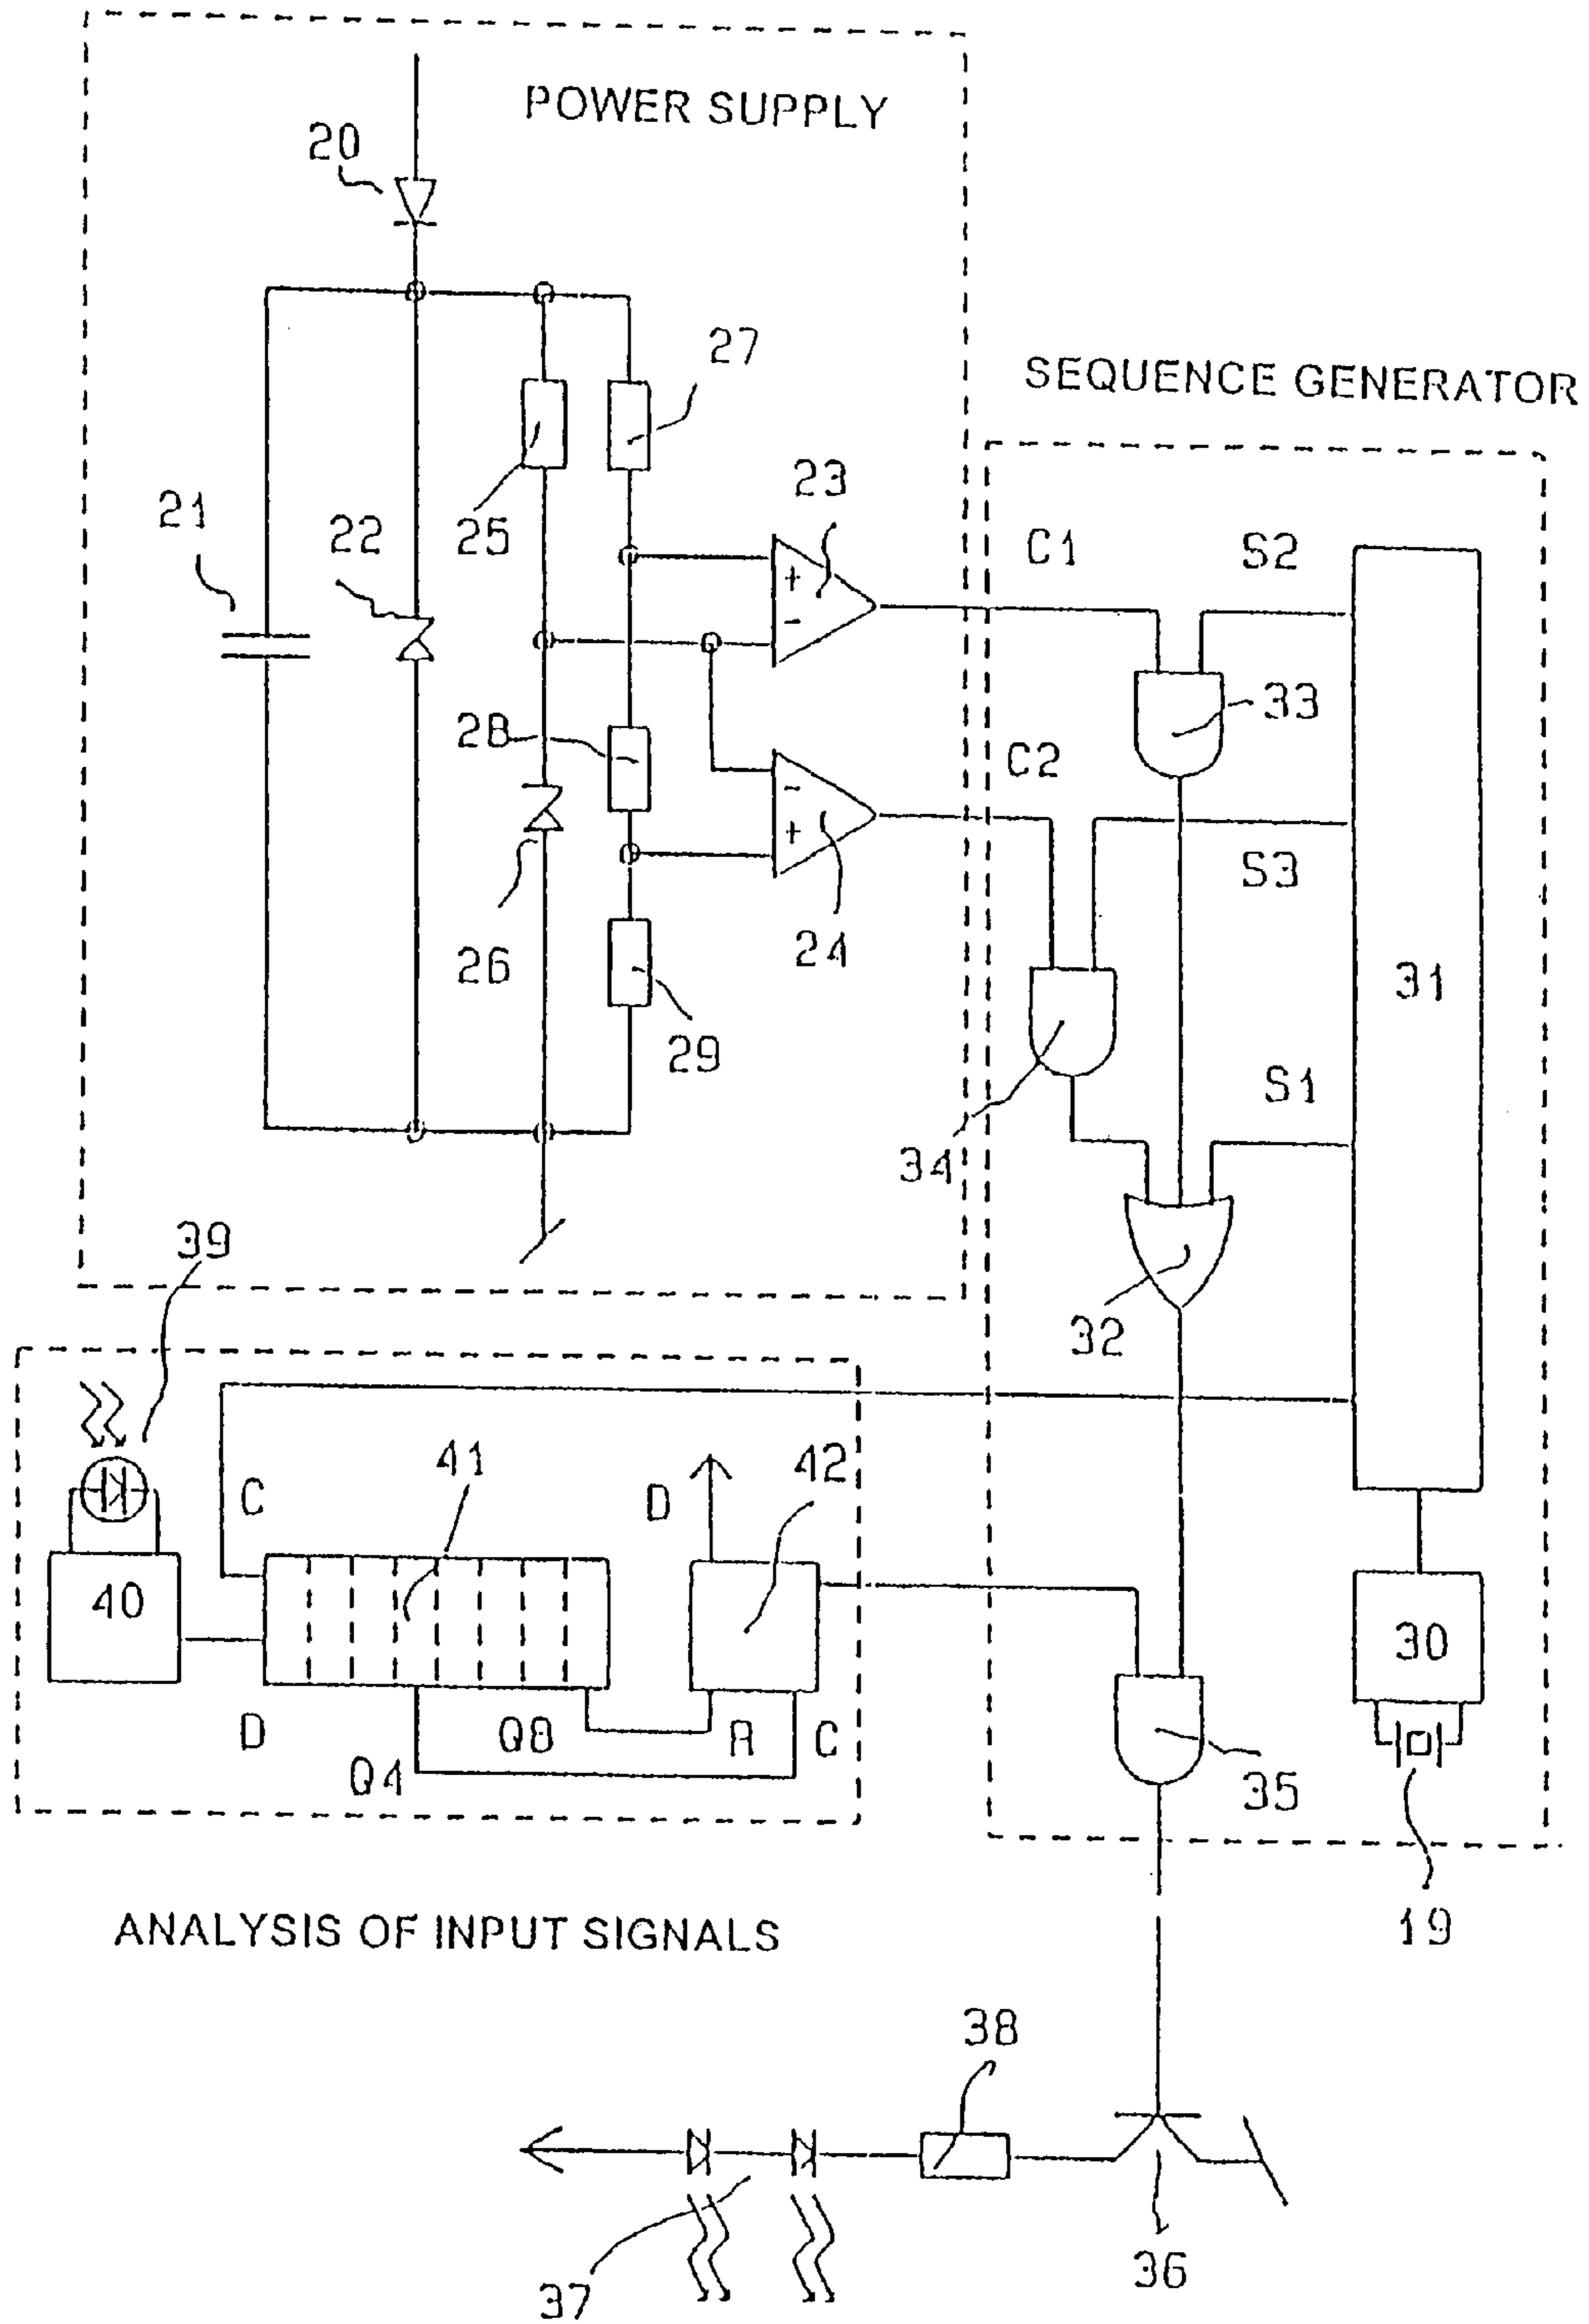 POWER SUPPLY
20
27
SEQUENCE GENERATOR
23
21
22
25
C1
S2
33
28
C2
S3
26
24
31
29
S1
34
39
32
41
42
C
D
40
30
D
Q8
R
C
Q4
35
19
ANALYSIS OF INPUT SIGNALS
38
37
36
+
-
-
+